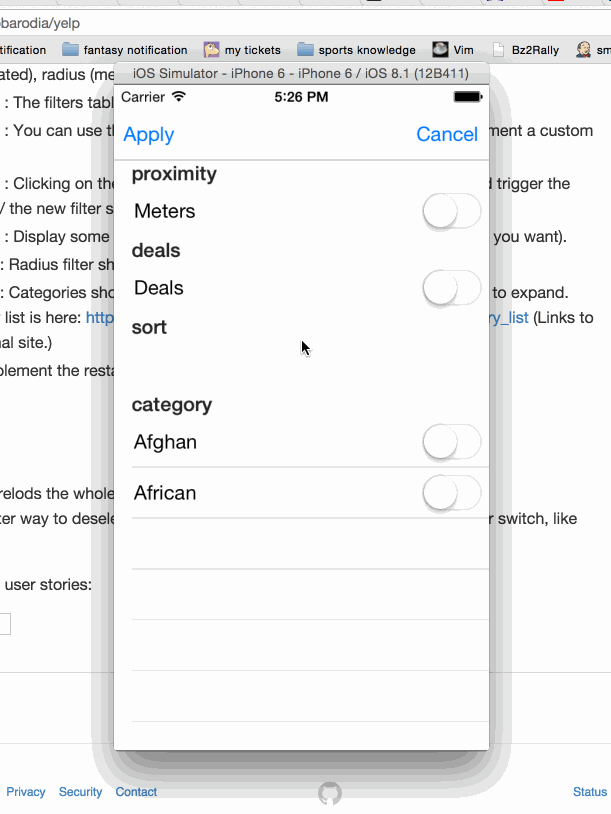 barodia/yelp
tification fantasy notification my tickets sports knowledge Vim Bz2Rally sm
iOS Simulator - iPhone 6 - iPhone 6 / iOS 8.1 (12B411)
Carrier 5:26 PM
Apply Cancel
proximity
Meters
deals
Deals
sort
category
Afghan
African
ated), radius (me
: The filters tabl
: You can use th ment a custom
: Clicking on the d trigger the
/ the new filter s
: Display some you want).
: Radius filter sh
: Categories sho to expand.
list is here: http ry_list (Links to
nal site.)
plement the resta
relods the whole
ter way to desele r switch, like
user stories:
Privacy Security Contact Status